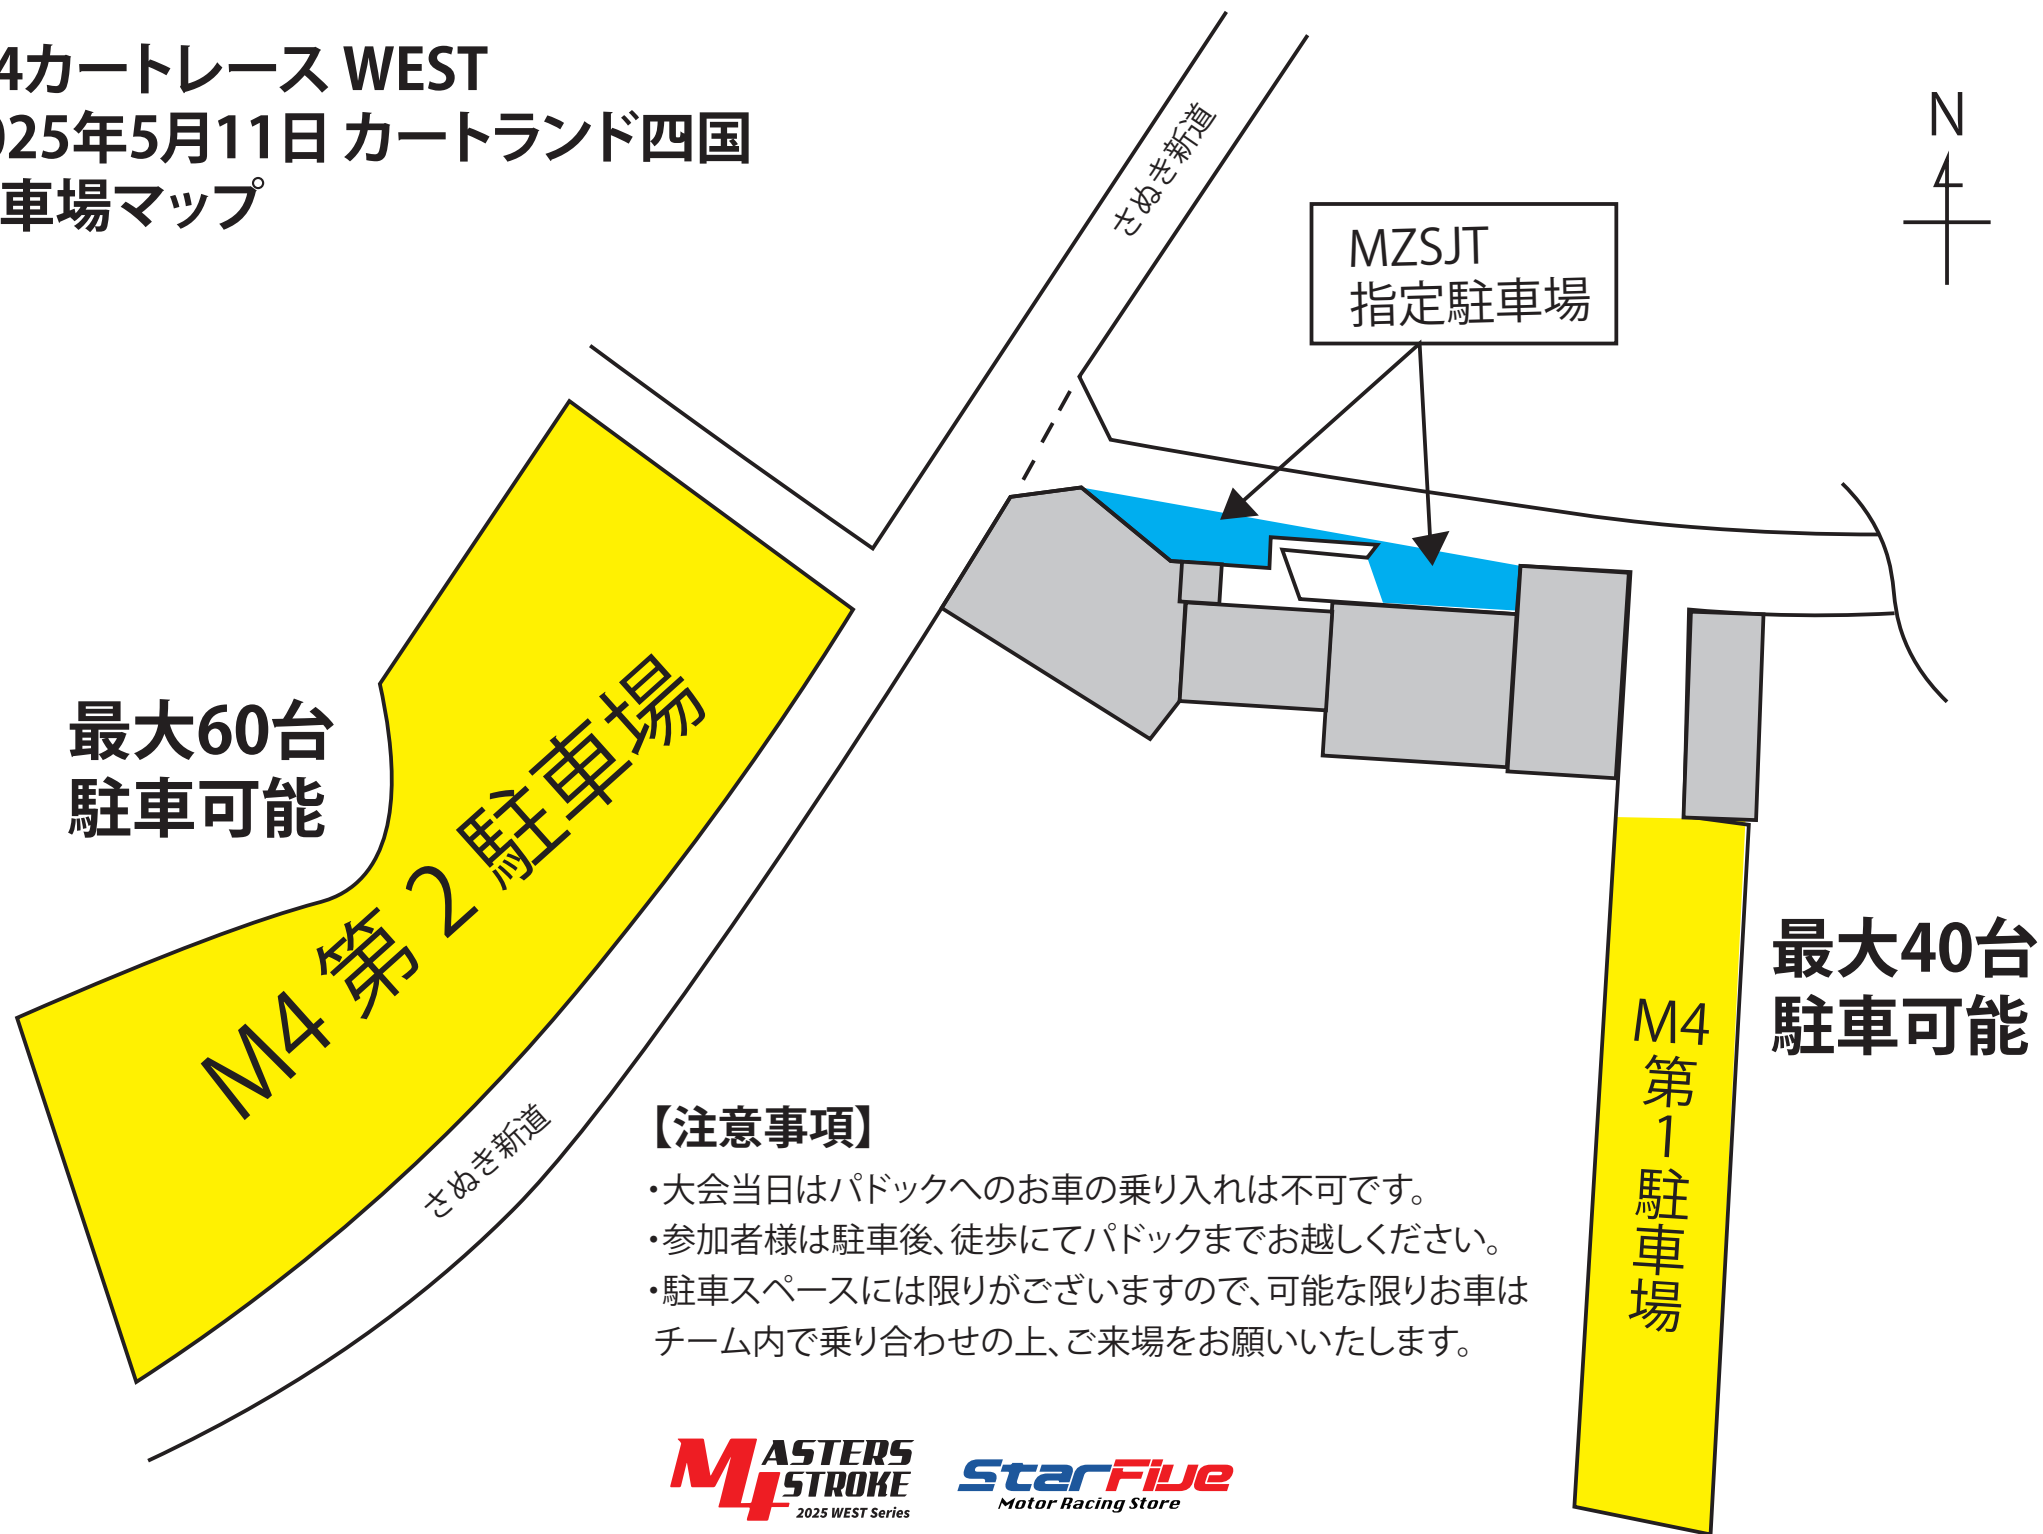 4カートレース WEST
025年5月11日 カートランド四国
車場マップ
N
さぬき新道
MZSJT
指定駐車場
最大60台
駐車可能
M4 第 2 駐車場
最大40台
駐車可能
M4
第
1
駐
車
場
さぬき新道
【注意事項】
・大会当日はパドックへのお車の乗り入れは不可です。
・参加者様は駐車後、徒歩にてパドックまでお越しください。
・駐車スペースには限りがございますので、可能な限りお車は
チーム内で乗り合わせの上、ご来場をお願いいたします。
M4 ASTERS
STROKE
2025 WEST Series
StarFive
Motor Racing Store